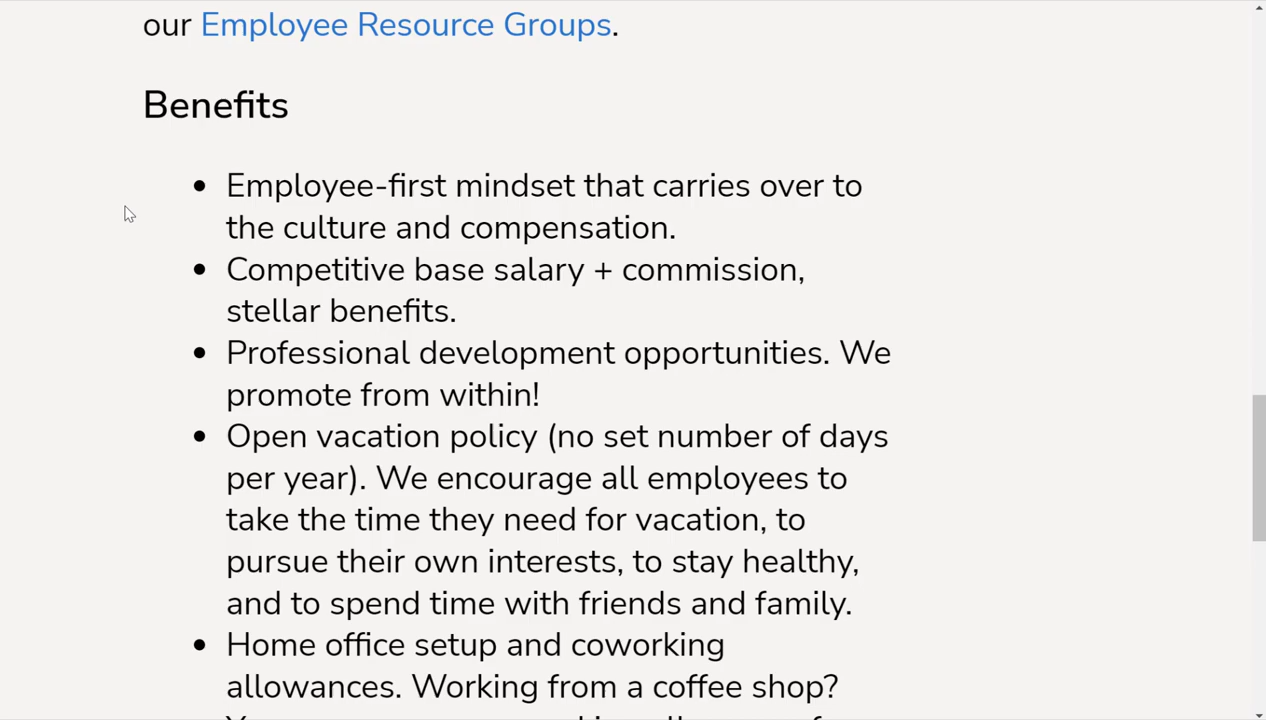 our Employee Resource Groups.
Benefits
Employee-first mindset that carries over to
the culture and compensation.
Competitive base salary + commission,
stellar benefits.
Professional development opportunities. We
promote from within!
Open vacation policy (no set number of days
per year). We encourage all employees to
take the time they need for vacation, to
pursue their own interests, to stay healthy,
and to spend time with friends and family.
Home office setup and coworking
allowances. Working from a coffee shop?